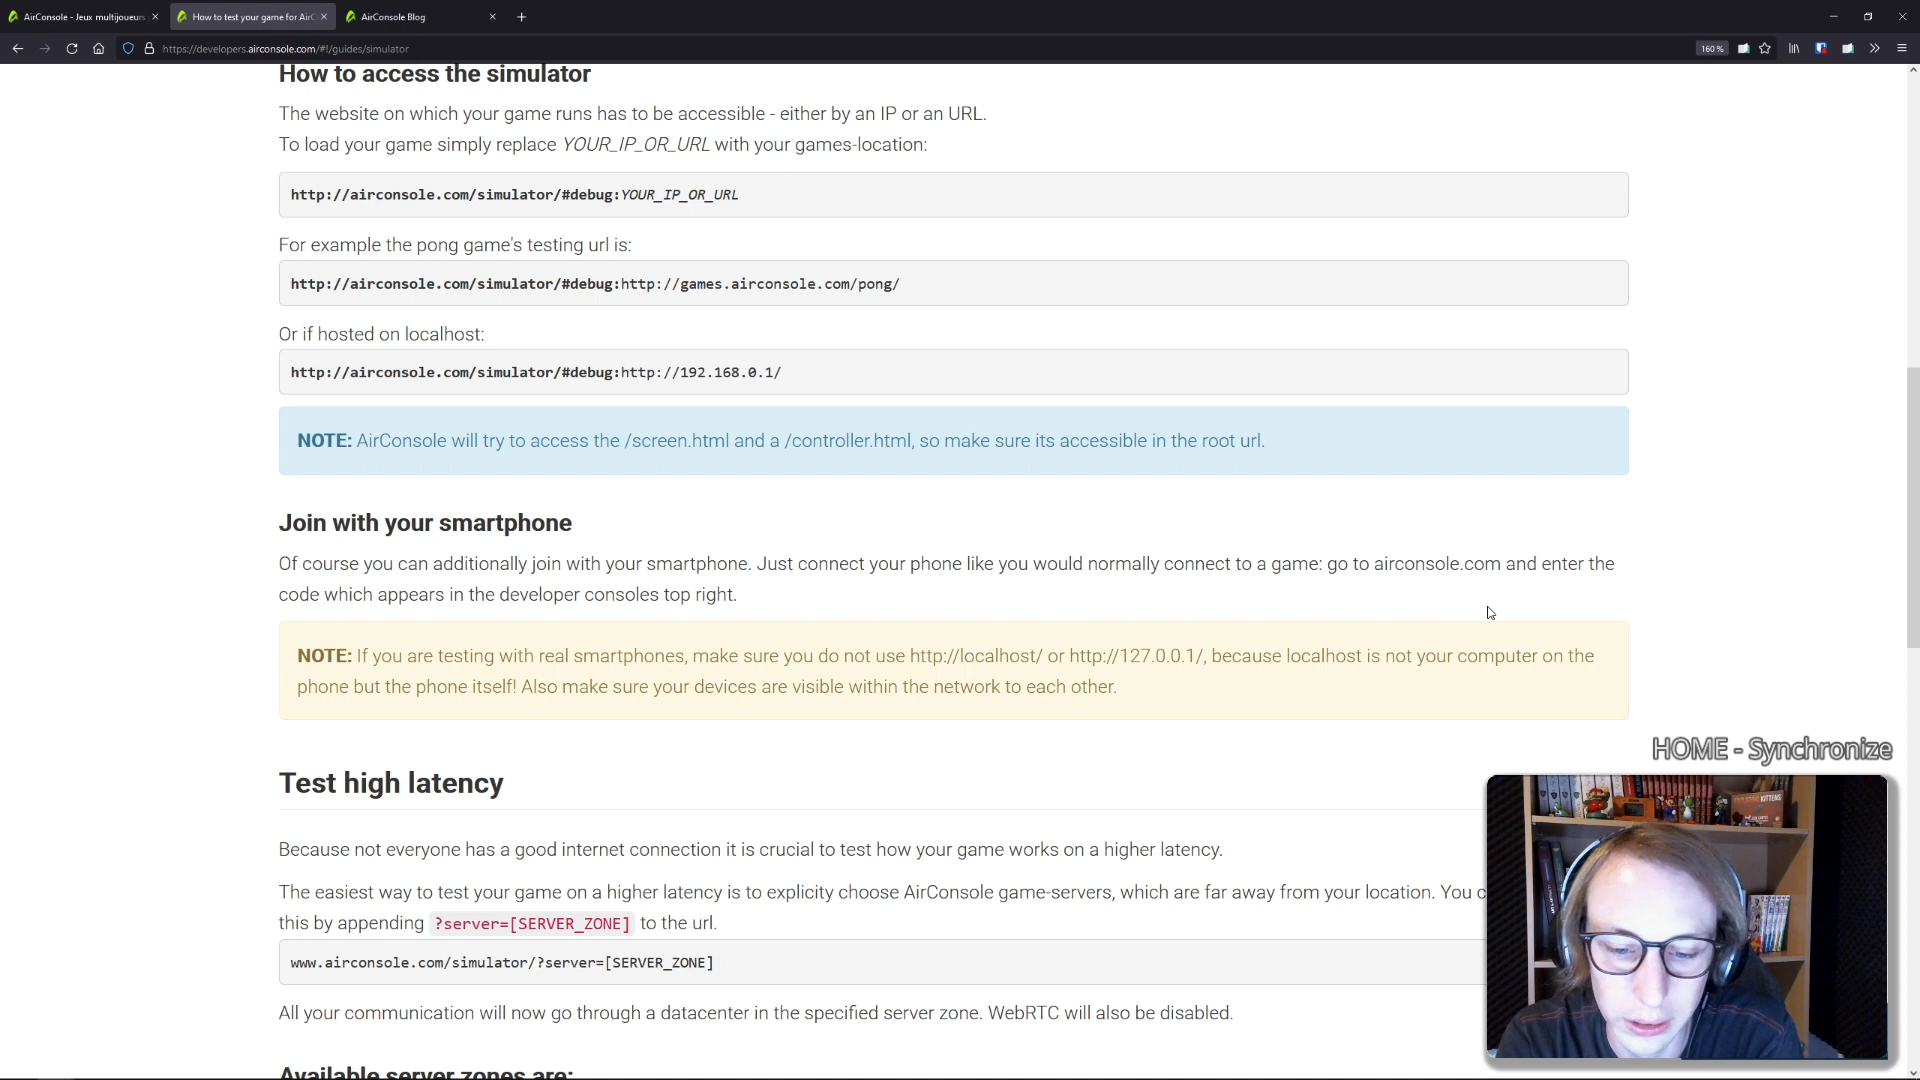 AirConsole - Jeux multijoueurs
How to test your game for AirC
AirConsole Blog
https://developers.airconsole.com/#!/guides/simulator
160%
How to access the simulator
The website on which your game runs has to be accessible - either by an IP or an URL.
To load your game simply replace YOUR_IP_OR_URL with your games-location:
http://airconsole.com/simulator/#debug:YOUR_IP_OR_URL
For example the pong game's testing url is:
http://airconsole.com/simulator/#debug:http://games.airconsole.com/pong/
Or if hosted on localhost:
http://airconsole.com/simulator/#debug:http://192.168.0.1/
NOTE: AirConsole will try to access the /screen.html and a /controller.html, so make sure its accessible in the root url.
Join with your smartphone
Of course you can additionally join with your smartphone. Just connect your phone like you would normally connect to a game: go to airconsole.com and enter the
code which appears in the developer consoles top right.
NOTE: If you are testing with real smartphones, make sure you do not use http://localhost/ or http://127.0.0.1/, because localhost is not your computer on the
phone but the phone itself! Also make sure your devices are visible within the network to each other.
HOME - Synchronize
Test high latency
Because not everyone has a good internet connection it is crucial to test how your game works on a higher latency.
The easiest way to test your game on a higher latency is to explicity choose AirConsole game-servers, which are far away from your location. You c
this by appending ?server=[SERVER_ZONE] to the url.
www.airconsole.com/simulator/?server=[SERVER_ZONE]
All your communication will now go through a datacenter in the specified server zone. WebRTC will also be disabled.
Available server zones are:
KITTENS